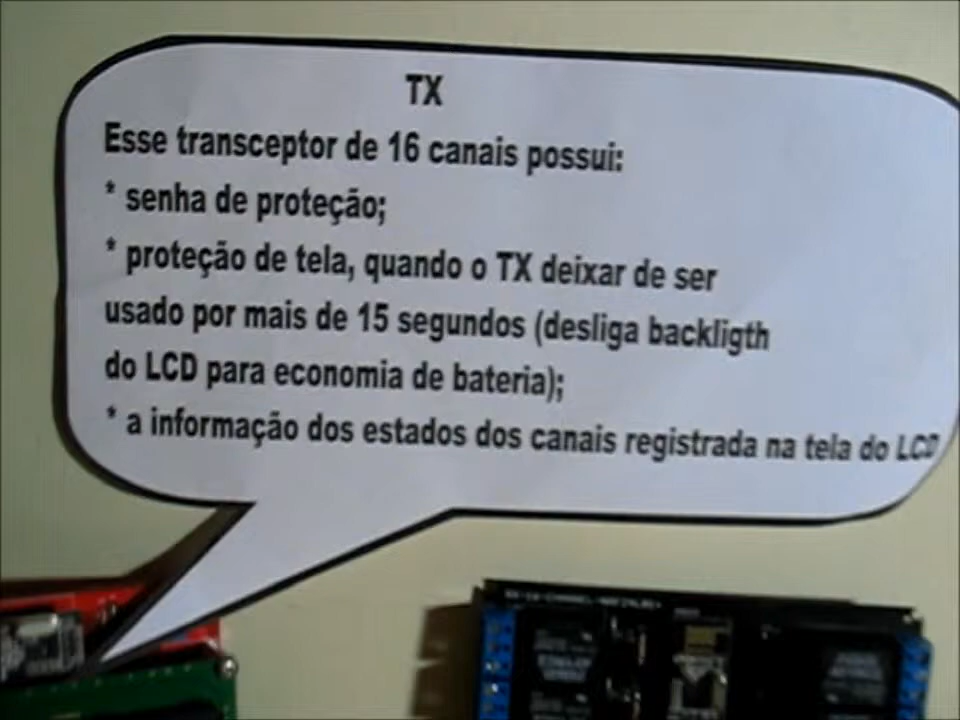 TX
Esse transceptor de 16 canais possui:
* senha de proteção;
* proteção de tela, quando o TX deixar de ser
usado por mais de 15 segundos (desliga backligth
do LCD para economia de bateria);
* a informação dos estados dos canais registrada na tela do LCD